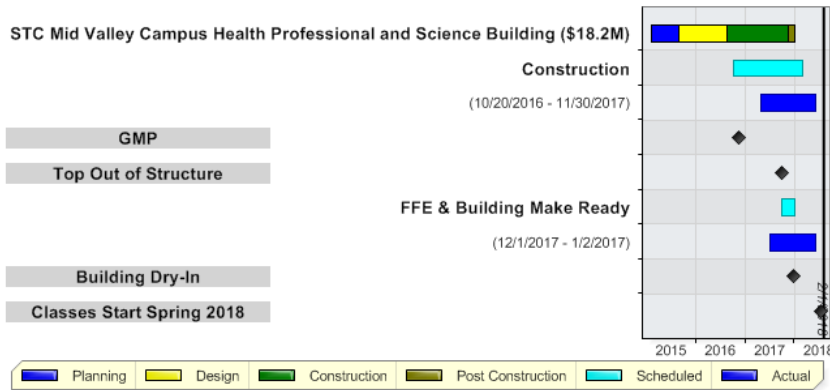 STC Mid Valley Campus Health Professional and Science Building ($18.2M)
Construction
(10/20/2016 - 11/30/2017)
GMP
Top Out of Structure
FFE & Building Make Ready
(12/1/2017 - 1/2/2017)
Building Dry-In
Classes Start Spring 2018
2015 2016 2017 2018
Planning Design Construction Post Construction Scheduled Actual